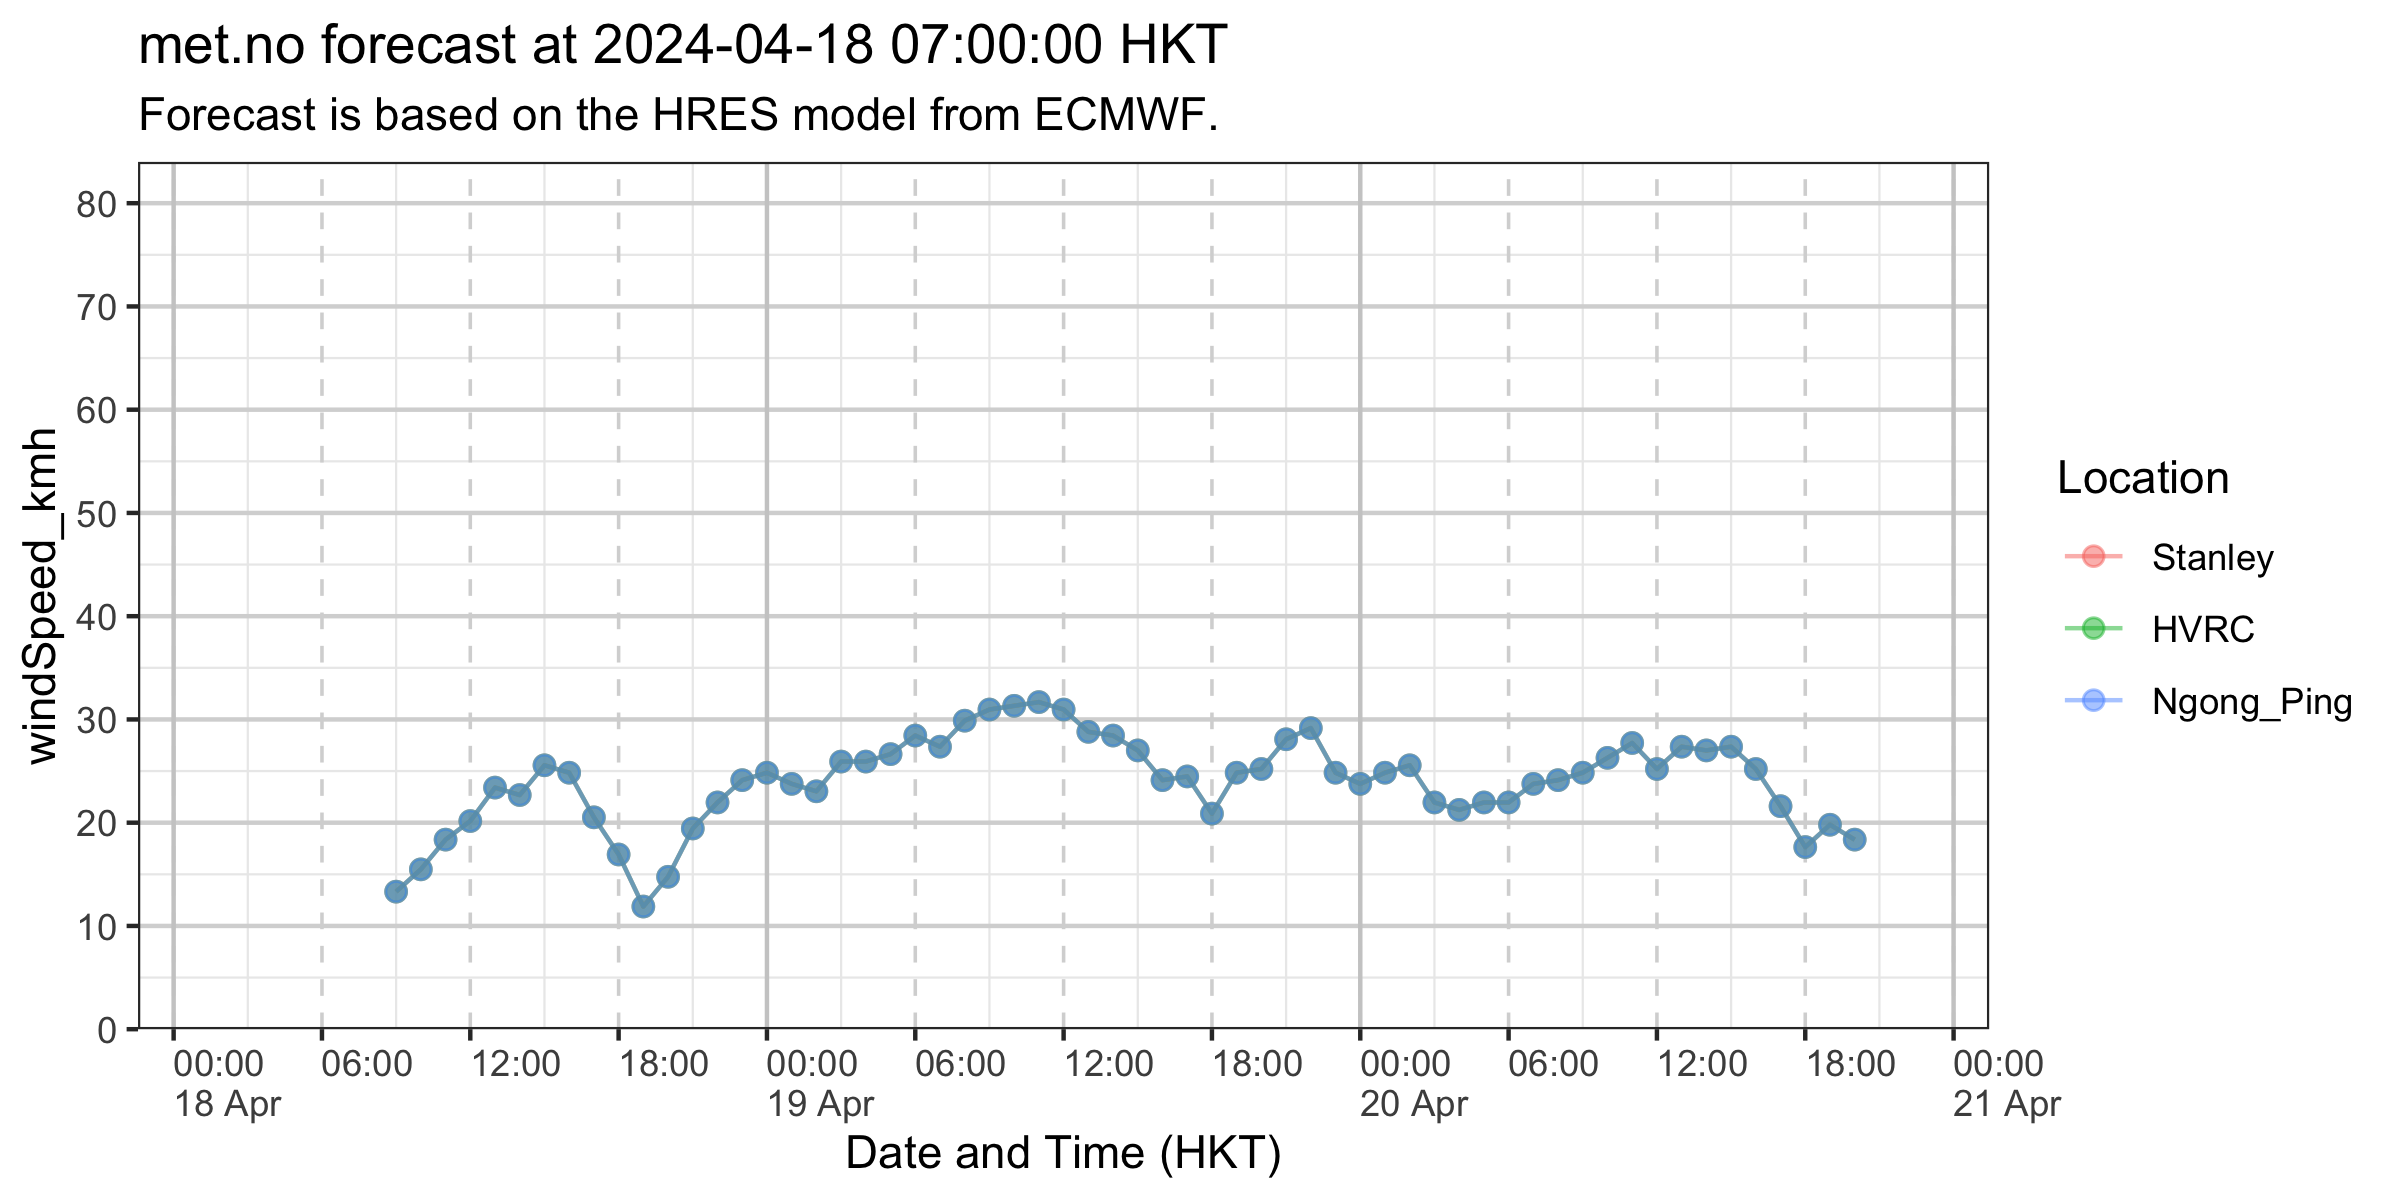 met.no forecast at 2024-04-18 07:00:00 HKT
Forecast is based on the HRES model from ECMWF.
windSpeed_kmh
80
70
60
50
40
30
20
10
0
00:00 06:00 12:00 18:00 00:00 06:00 12:00 18:00 00:00 06:00 12:00 18:00 00:00
18 Apr 19 Apr 20 Apr 21 Apr
Date and Time (HKT)
Location
Stanley
HVRC
Ngong_Ping